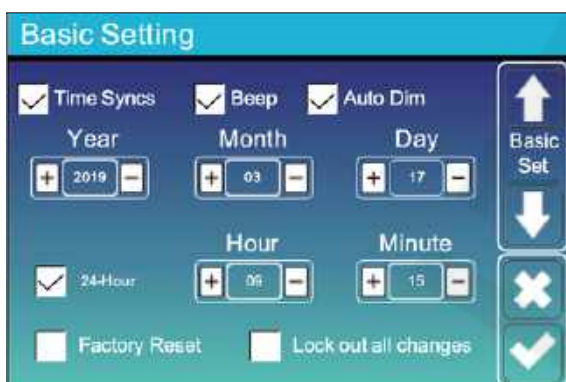 Basic Setting
Time Syncs Beep Auto Dim
Year Month Day
+ 2019 - + 03 - + 17 -
Basic
Set
Hour Minute
24-Hour + 09 - + 15 -
Factory Reset Lock out all changes